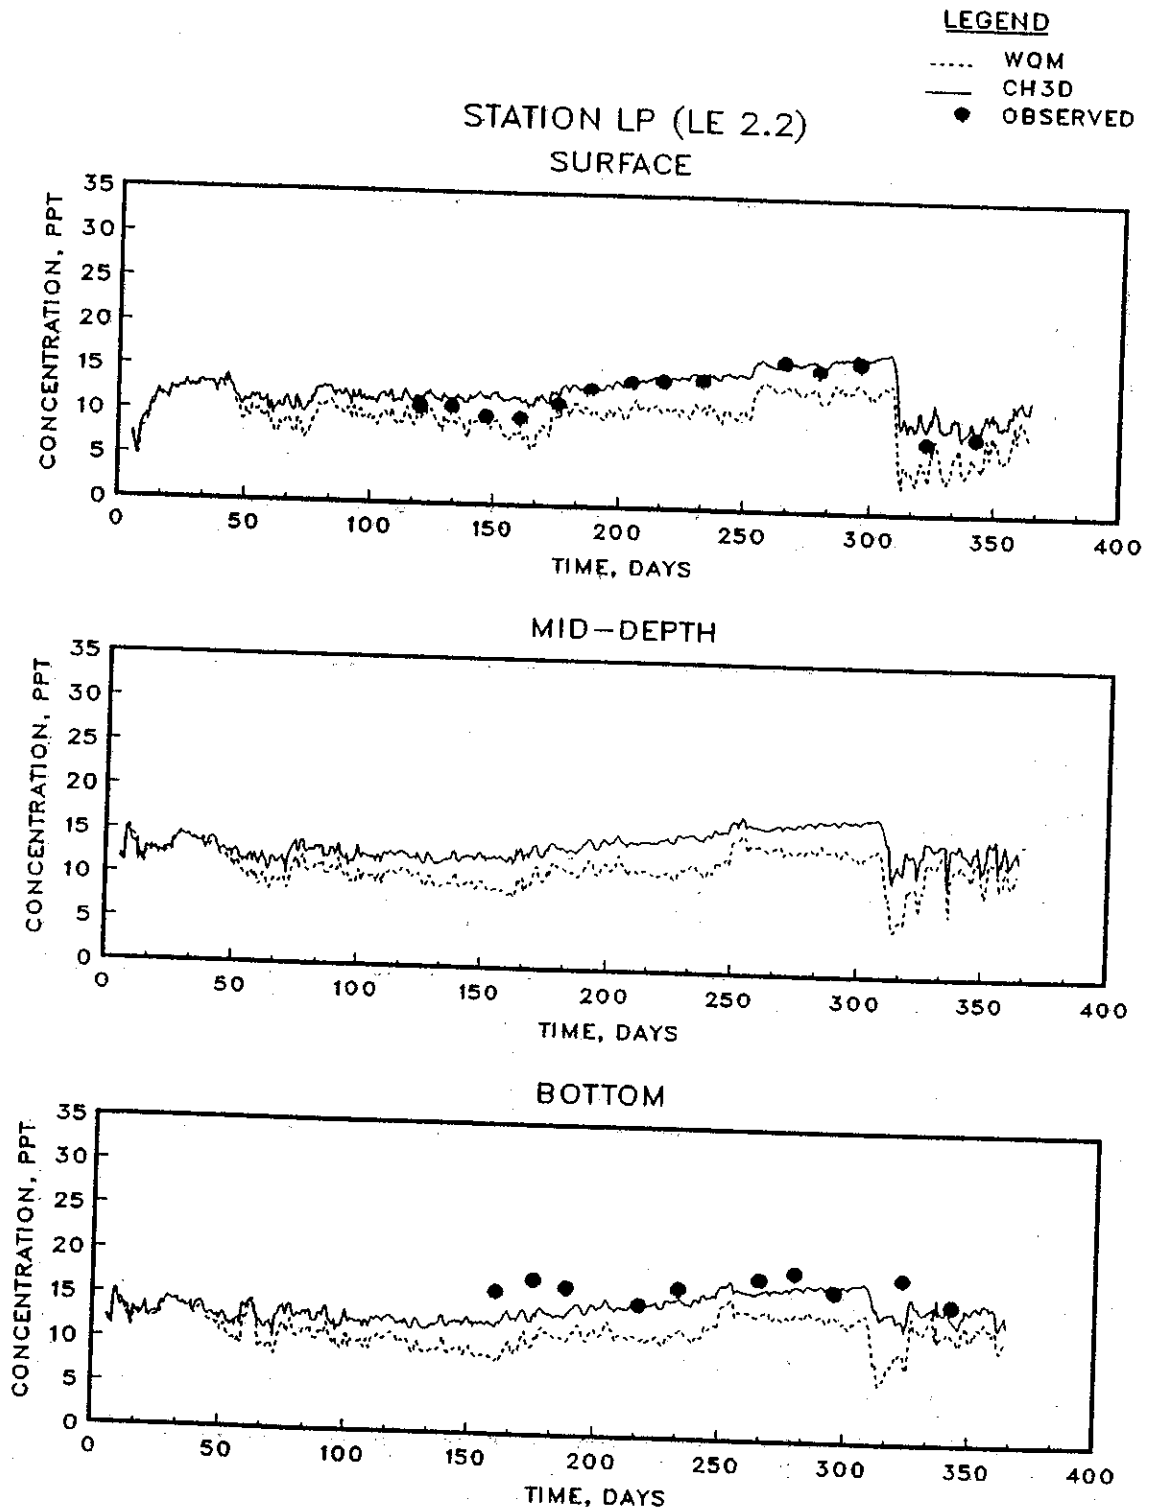 LEGEND
WQM
CH3D
OBSERVED
STATION LP (LE 2.2)
SURFACE
35
30
25
20
15
10
5
0
CONCENTRATION, PPT
0 50 100 150 200 250 300 350 400
TIME, DAYS
MID-DEPTH
35
30
25
20
15
10
5
0
CONCENTRATION, PPT
0 50 100 150 200 250 300 350 400
TIME, DAYS
BOTTOM
35
30
25
20
15
10
5
0
CONCENTRATION, PPT
0 50 100 150 200 250 300 350 400
TIME, DAYS